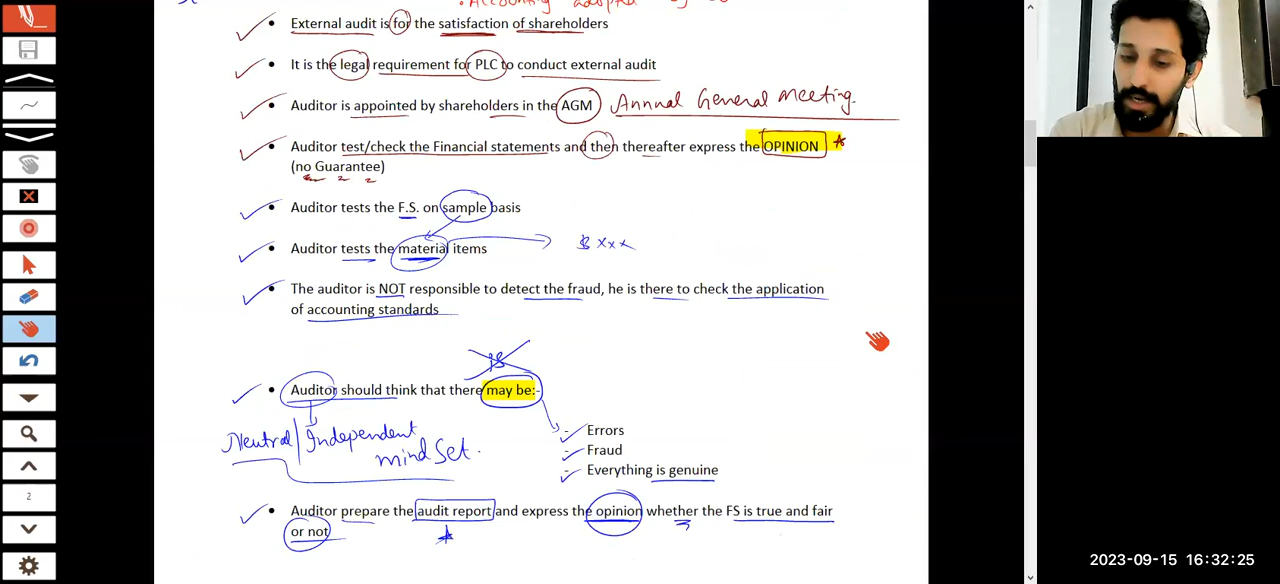 • Accounting adopted by
• External audit is for the satisfaction of shareholders
• It is the legal requirement for PLC to conduct external audit
• Auditor is appointed by shareholders in the AGM Annual General Meeting.
• Auditor test/check the Financial statements and then thereafter express the OPINION
(no Guarantee)
• Auditor tests the F.S. on sample basis
• Auditor tests the material items $ xxx
• The auditor is NOT responsible to detect the fraud, he is there to check the application
of accounting standards
is
• Auditor should think that there may be:-
- Errors
Neutral/Independent
- Fraud
mind Set.
- Everything is genuine
• Auditor prepare the audit report and express the opinion whether the FS is true and fair
or not
2
2023-09-15 16:32:25